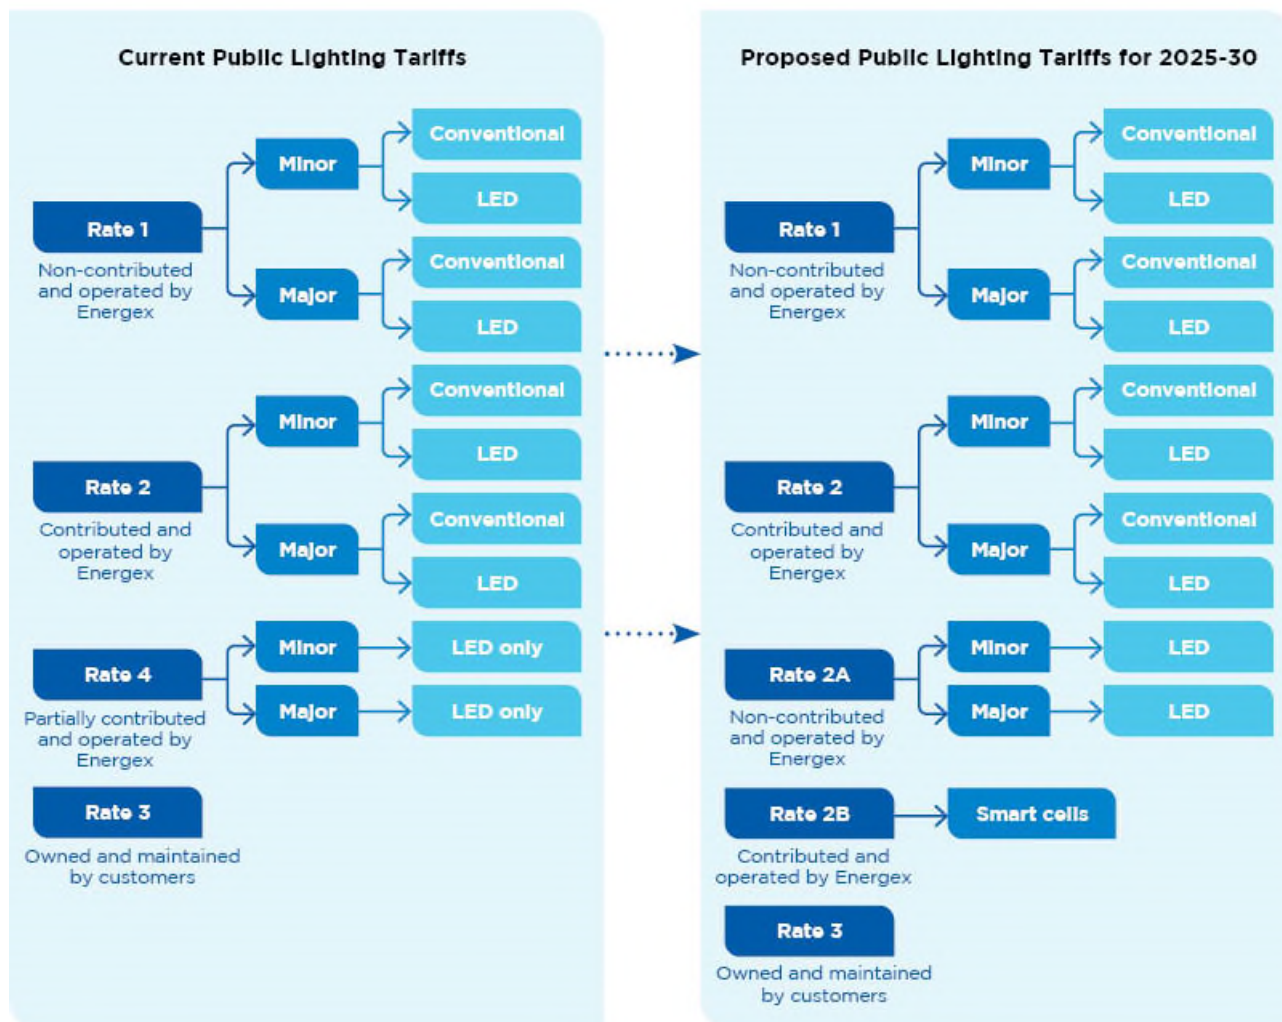 Current Public Lighting Tariffs
Rate 1
Non-contributed
and operated by
Energex
Minor
Conventional
LED
Major
Conventional
LED
Rate 2
Contributed and
operated by
Energex
Minor
Conventional
LED
Major
Conventional
LED
Rate 4
Partially contributed
and operated by
Energex
Minor
LED only
Major
LED only
Rate 3
Owned and maintained
by customers
Proposed Public Lighting Tariffs for 2025-30
Rate 1
Non-contributed
and operated by
Energex
Minor
Conventional
LED
Major
Conventional
LED
Rate 2
Contributed and
operated by
Energex
Minor
Conventional
LED
Major
Conventional
LED
Rate 2A
Non-contributed
and operated by
Energex
Minor
LED
Major
LED
Rate 2B
Contributed and
operated by Energex
Smart cells
Rate 3
Owned and maintained
by customers